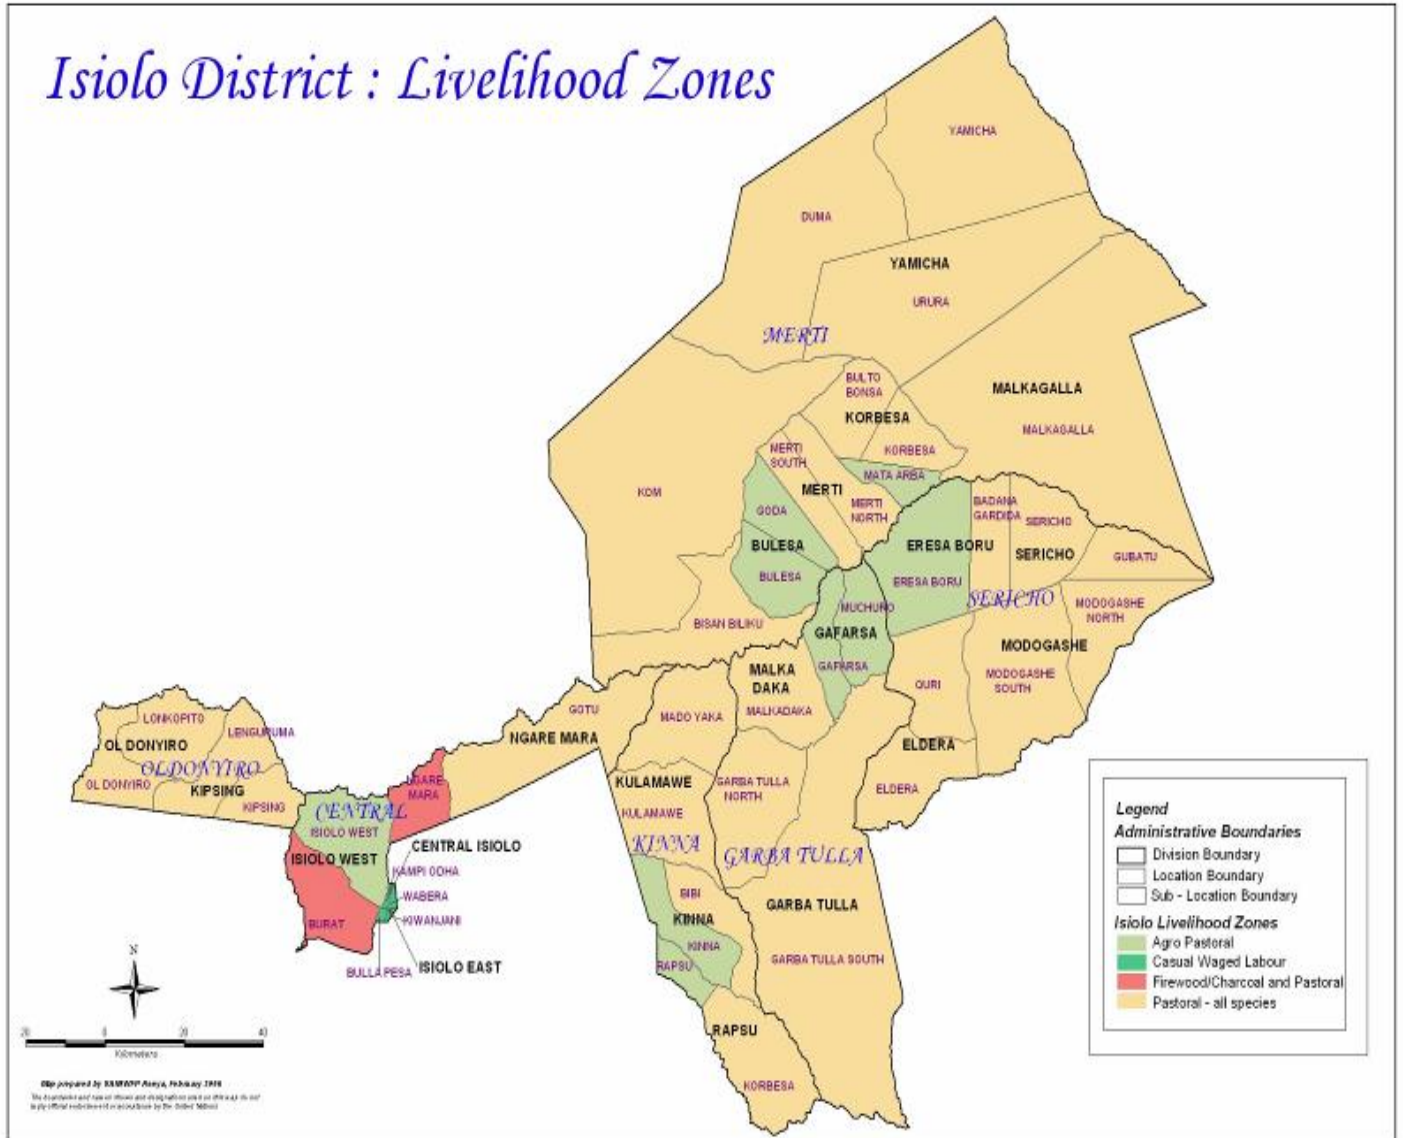 Isiolo District : Livelihood Zones
YAMICHA
DUMA
YAMICHA
URURA
MERTI
BULTO
BONSA
KORBESA
MALKAGALLA
MALKAGALLA
KORBESA
MERTI
SOUTH
MATA ARBA
MERTI
KOM
GODA
MERTI
NORTH
BADANA
GARDIDA
SERICHO
BULESA
ERESA BORU
SERICHO
GUBATU
BULESA
ERESA BORU
SERICHO
MUCHURO
MODOGASHE
NORTH
BISAN BILIKU
GAFARSA
MODOGASHE
GAFARSA
MALKA
DAKA
MODOGASHE
SOUTH
QURI
MALKADAKA
GOTU
MADO YAKA
NGARE MARA
LONKOPITO
LENGURUMA
OL DONYIRO
OLDONYIRO
OL DONYIRO
KIPSING
KIPSING
ELDERA
ELDERA
KULAMAWE
GARBA TULLA
NORTH
KULAMAWE
NGARE
MARA
CENTRAL
ISIOLO WEST
KINNA
GARBA TULLA
ISIOLO WEST
CENTRAL ISIOLO
KAMPI ODHA
WABERA
KIWANJANI
BURAT
BULLA PESA
ISIOLO EAST
BIBI
KINNA
GARBA TULLA
KINNA
RAPSU
GARBA TULLA SOUTH
RAPSU
KORBESA
Legend
Administrative Boundaries
Division Boundary
Location Boundary
Sub - Location Boundary
Isiolo Livelihood Zones
Agro Pastoral
Casual Waged Labour
Firewood/Charcoal and Pastoral
Pastoral - all species
N
20 0 20 40
Kilometers